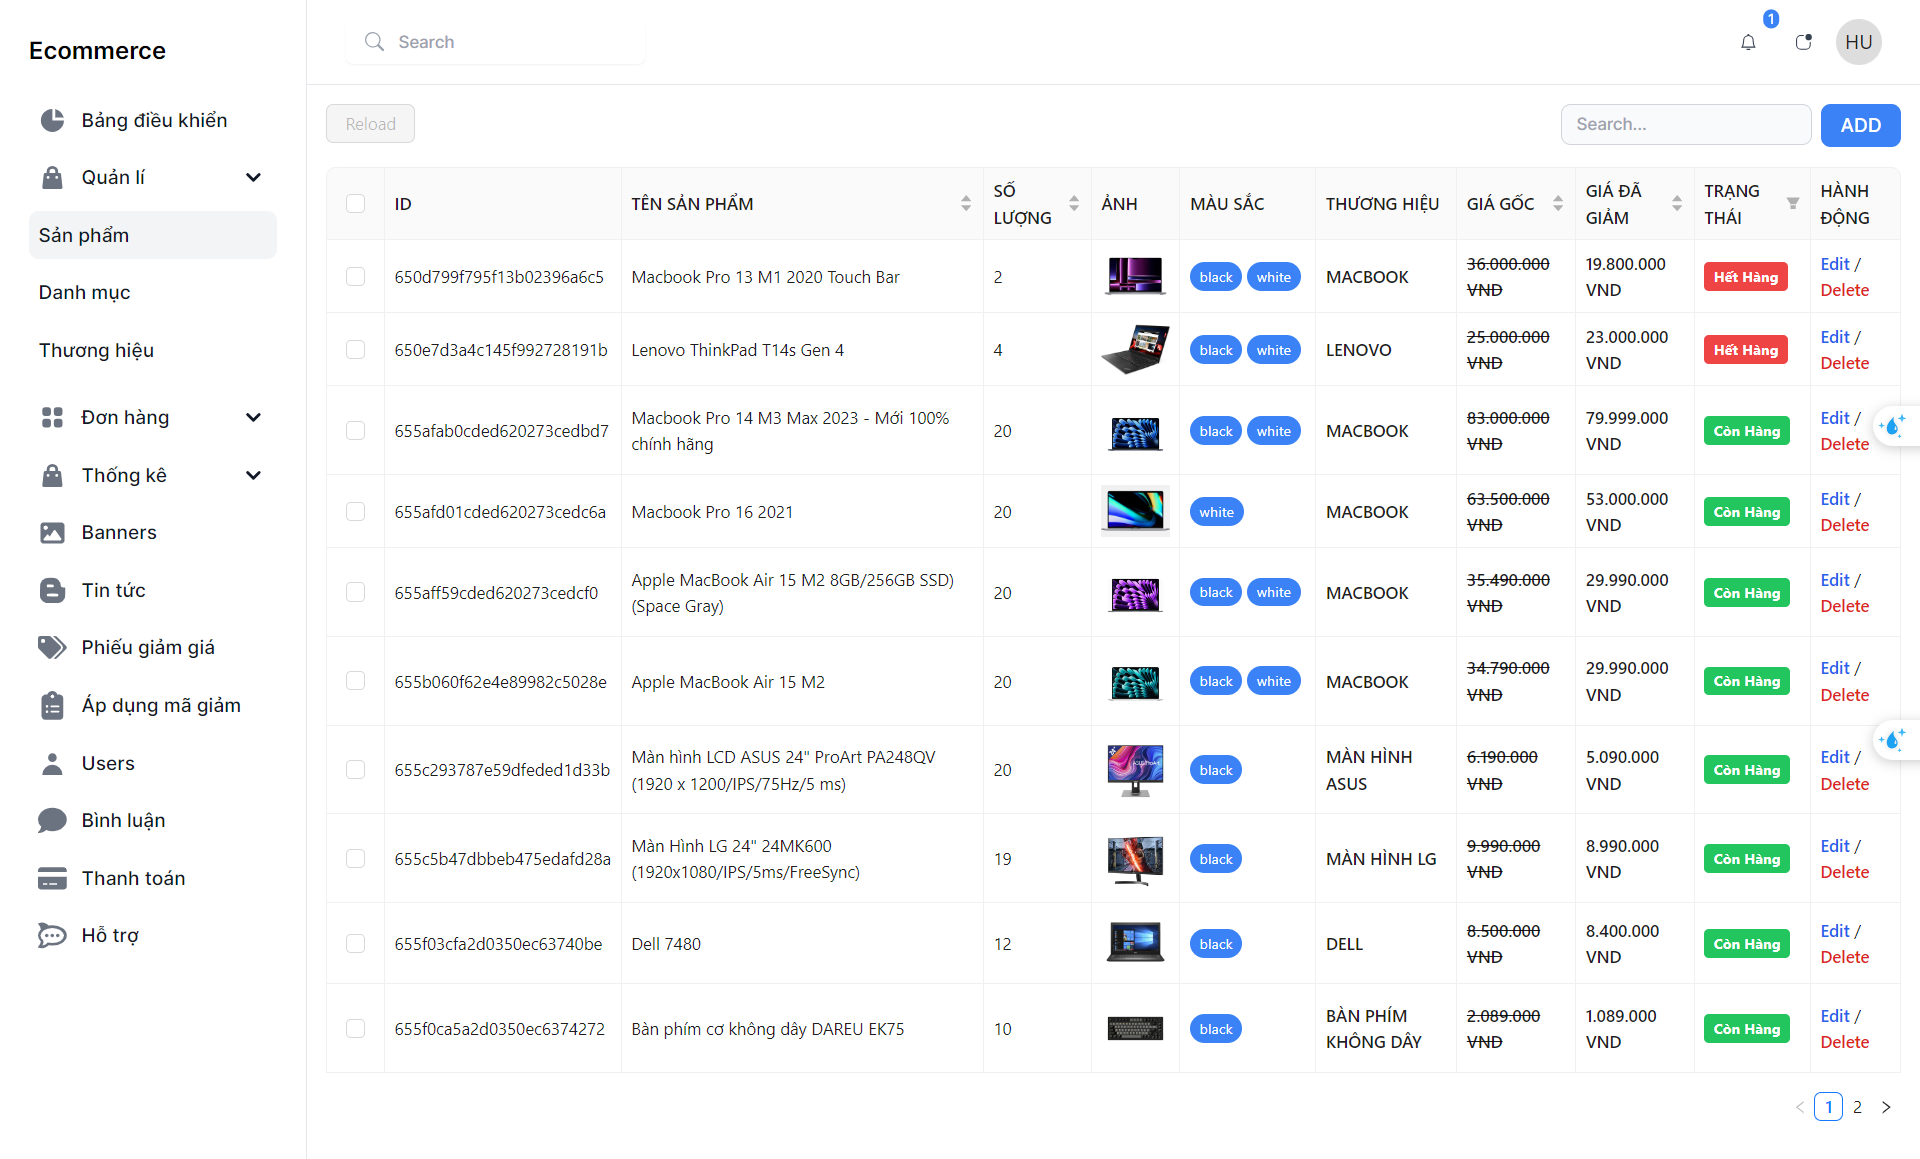 Ecommerce
Search
1
HU
Bảng điều khiển
Quản lí
Sản phẩm
Danh mục
Thương hiệu
Đơn hàng
Thống kê
Banners
Tin tức
Phiếu giảm giá
Áp dụng mã giảm
Users
Bình luận
Thanh toán
Hỗ trợ
Reload
Search...
ADD
ID
TÊN SẢN PHẨM
SỐ
LƯỢNG
ẢNH
MÀU SẮC
THƯƠNG HIỆU
GIÁ GỐC
GIÁ ĐÃ
GIẢM
TRẠNG
THÁI
HÀNH
ĐỘNG
650d799f795f13b02396a6c5
Macbook Pro 13 M1 2020 Touch Bar
2
black white
MACBOOK
36.000.000
VND
19.800.000
VND
Hết Hàng
Edit /
Delete
650e7d3a4c145f992728191b
Lenovo ThinkPad T14s Gen 4
4
black white
LENOVO
25.000.000
VND
23.000.000
VND
Hết Hàng
Edit /
Delete
655afab0cded620273cedbd7
Macbook Pro 14 M3 Max 2023 - Mới 100%
chính hãng
20
black white
MACBOOK
83.000.000
VND
79.999.000
VND
Còn Hàng
Edit /
Delete
655afd01cded620273cedc6a
Macbook Pro 16 2021
20
white
MACBOOK
63.500.000
VND
53.000.000
VND
Còn Hàng
Edit /
Delete
655aff59cded620273cedcf0
Apple MacBook Air 15 M2 8GB/256GB SSD)
(Space Gray)
20
black white
MACBOOK
35.490.000
VND
29.990.000
VND
Còn Hàng
Edit /
Delete
655b060f62e4e89982c5028e
Apple MacBook Air 15 M2
20
black white
MACBOOK
34.790.000
VND
29.990.000
VND
Còn Hàng
Edit /
Delete
655c293787e59dfeded1d33b
Màn hình LCD ASUS 24" ProArt PA248QV
(1920 x 1200/IPS/75Hz/5 ms)
20
black
MÀN HÌNH
ASUS
6.190.000
VND
5.090.000
VND
Còn Hàng
Edit /
Delete
655c5b47dbbeb475edafd28a
Màn Hình LG 24" 24MK600
(1920x1080/IPS/5ms/FreeSync)
19
black
MÀN HÌNH LG
9.990.000
VND
8.990.000
VND
Còn Hàng
Edit /
Delete
655f03cfa2d0350ec63740be
Dell 7480
12
black
DELL
8.500.000
VND
8.400.000
VND
Còn Hàng
Edit /
Delete
655f0ca5a2d0350ec6374272
Bàn phím cơ không dây DAREU EK75
10
black
BÀN PHÍM
KHÔNG DÂY
2.089.000
VND
1.089.000
VND
Còn Hàng
Edit /
Delete
1 2